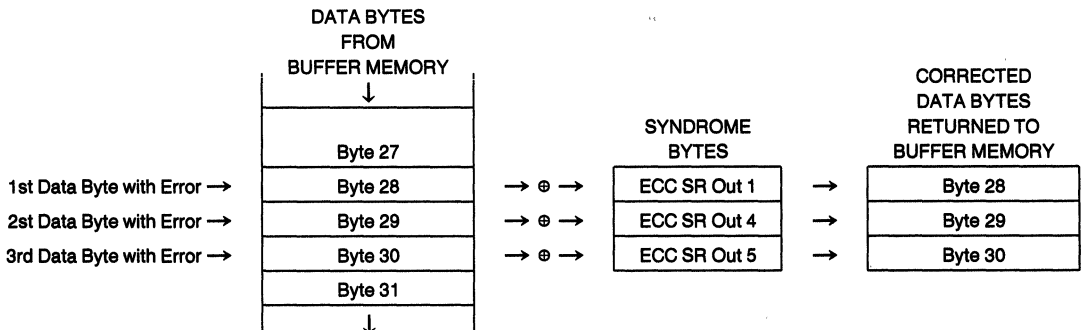 DATA BYTES
FROM
BUFFER MEMORY
↓
CORRECTED
DATA BYTES
RETURNED TO
BUFFER MEMORY
SYNDROME
BYTES
Byte 27
1st Data Byte with Error → Byte 28 → ⊕ → ECC SR Out 1 → Byte 28
2st Data Byte with Error → Byte 29 → ⊕ → ECC SR Out 4 → Byte 29
3rd Data Byte with Error → Byte 30 → ⊕ → ECC SR Out 5 → Byte 30
Byte 31
↓